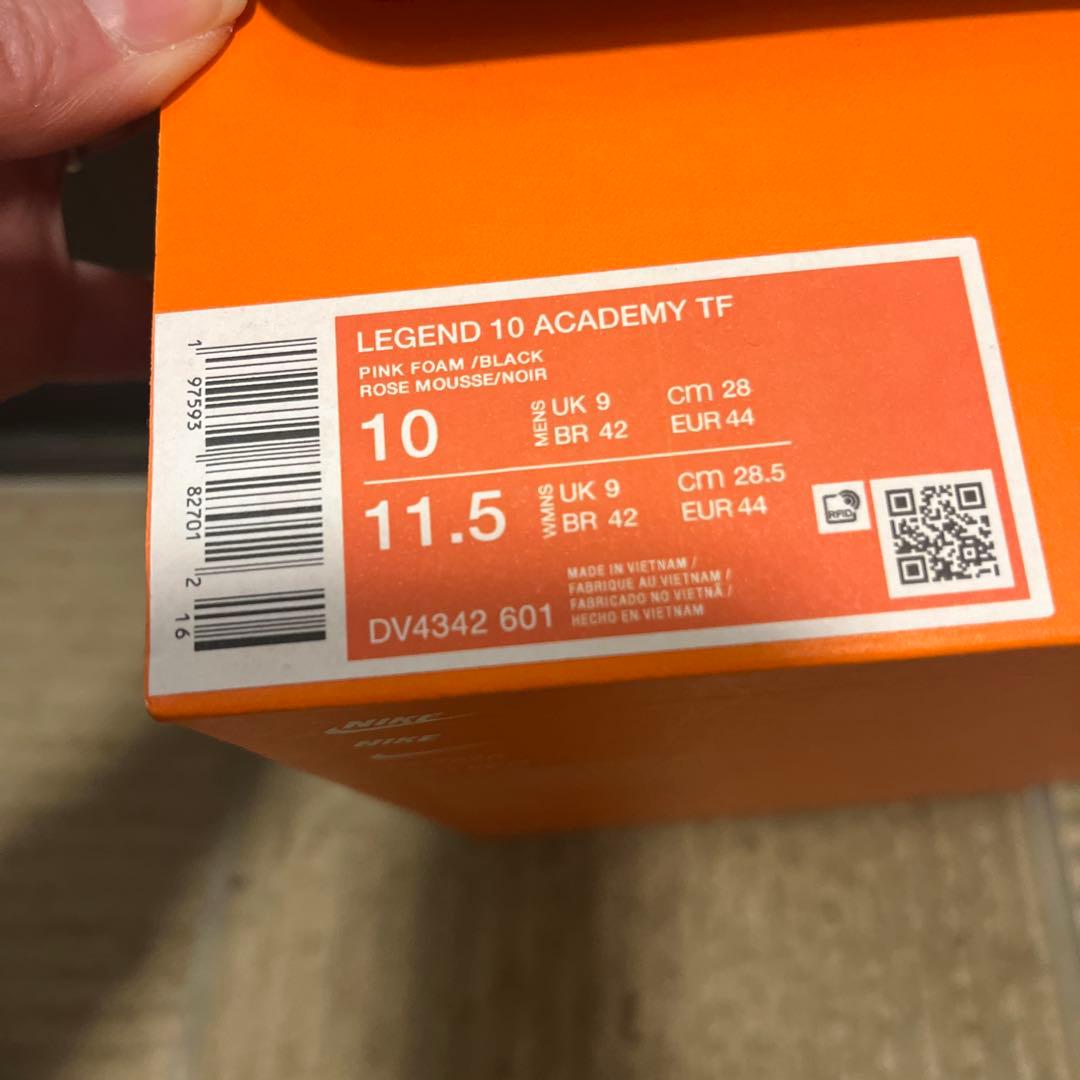 LEGEND 10 ACADEMY TF
PINK FOAM /BLACK
ROSE MOUSSE/NOIR
10 MENS UK 9 cm 28
BR 42 EUR 44
11.5 WMNS UK 9 cm 28.5
BR 42 EUR 44
RFID
MADE IN VIETNAM /
FABRIQUE AU VIETNAM /
FABRICADO NO VIETNÃ /
HECHO EN VIETNAM
DV4342 601
1 97593 82701 2 16
NIKE
NIKE